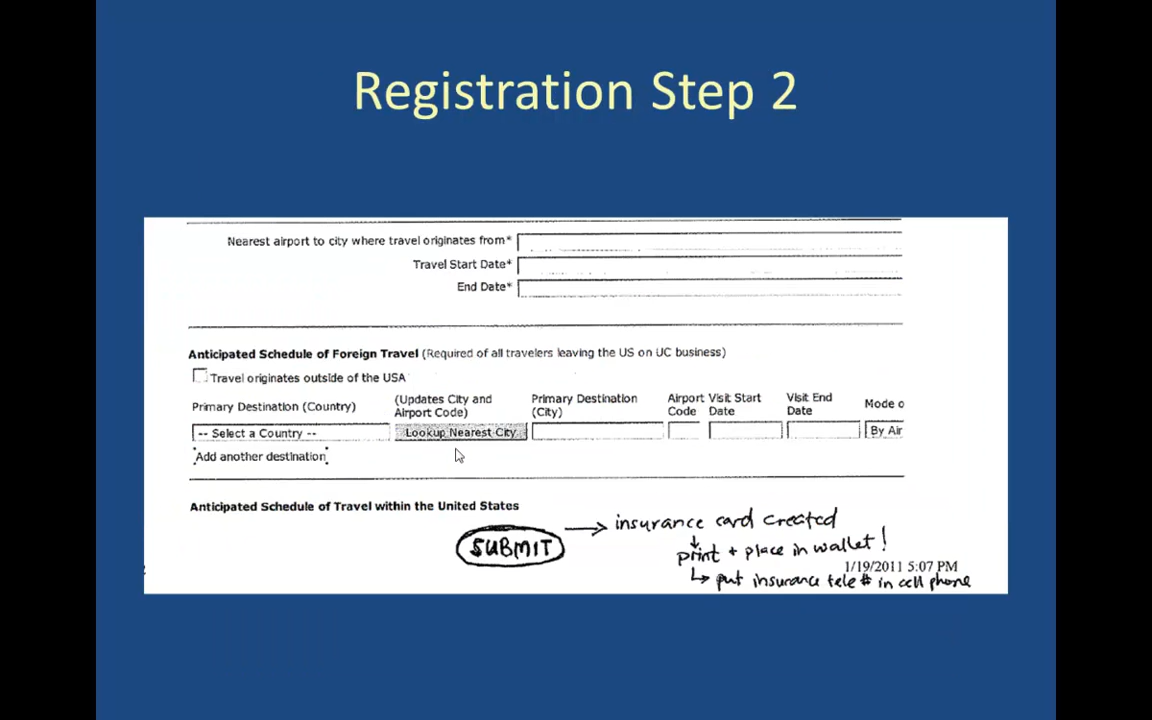 Registration Step 2
Nearest airport to city where travel originates from*
Travel Start Date*
End Date*
Anticipated Schedule of Foreign Travel (Required of all travelers leaving the US on UC business)
Travel originates outside of the USA
Primary Destination (Country) (Updates City and Airport Code) Primary Destination (City) Airport Code Visit Start Date Visit End Date Mode o
-- Select a Country -- Lookup Nearest City By Air
Add another destination
Anticipated Schedule of Travel within the United States
SUBMIT → insurance card created
↓
print + place in wallet!
1/19/2011 5:07 PM
↳ put insurance tele # in cell phone